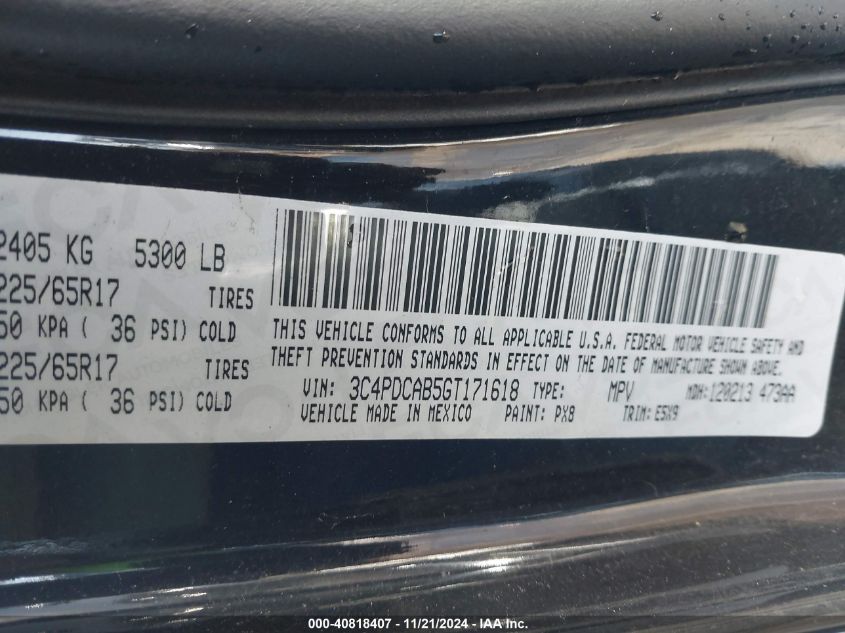 2405 KG 5300 LB
225/65R17 TIRES
50 KPA ( 36 PSI) COLD
225/65R17 TIRES
50 KPA ( 36 PSI) COLD
THIS VEHICLE CONFORMS TO ALL APPLICABLE U.S.A. FEDERAL MOTOR VEHICLE SAFETY AND
THEFT PREVENTION STANDARDS IN EFFECT ON THE DATE OF MANUFACTURE SHOWN ABOVE.
VIN: 3C4PDCAB5GT171618 TYPE: MPV MDH:120213 473AA
VEHICLE MADE IN MEXICO PAINT: PX8 TRIM: E5X9
000-40818407 - 11/21/2024 - IAA Inc.